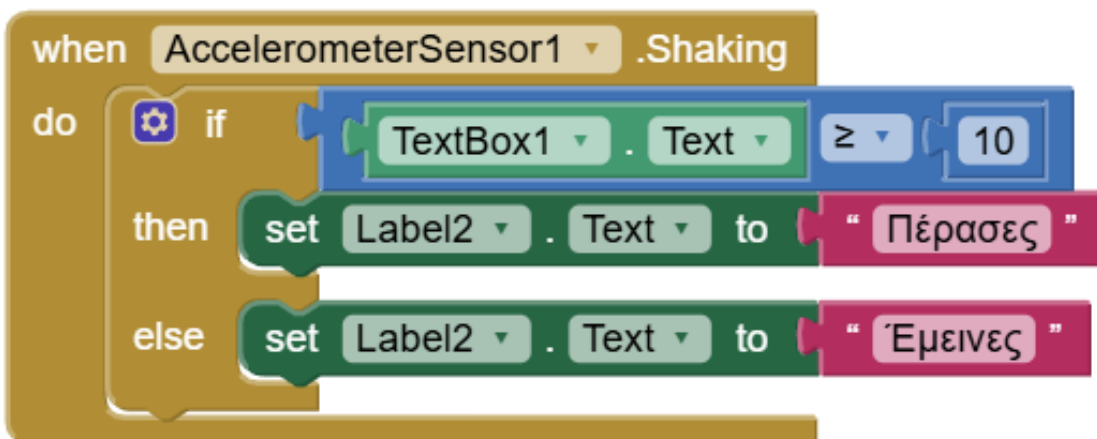 when AccelerometerSensor1 .Shaking
do if TextBox1 . Text ≥ 10
then set Label2 . Text to “ Πέρασες ”
else set Label2 . Text to “ Έμεινες ”